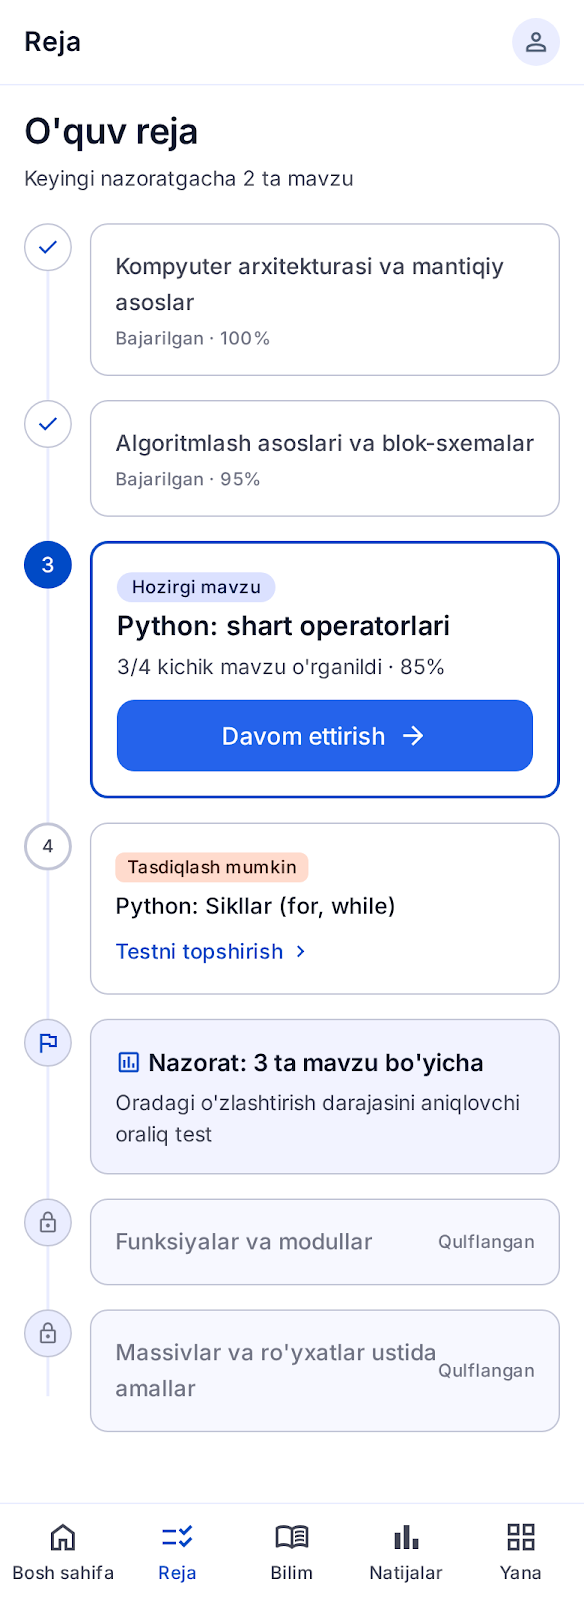 Reja
O'quv reja
Keyingi nazoratgacha 2 ta mavzu
Kompyuter arxitekturasi va mantiqiy
asoslar
Bajarilgan · 100%
Algoritmlash asoslari va blok-sxemalar
Bajarilgan · 95%
3
Hozirgi mavzu
Python: shart operatorlari
3/4 kichik mavzu o'rganildi · 85%
Davom ettirish →
4
Tasdiqlash mumkin
Python: Sikllar (for, while)
Testni topshirish >
Nazorat: 3 ta mavzu bo'yicha
Oradagi o'zlashtirish darajasini aniqlovchi
oraliq test
Funksiyalar va modullar
Qulflangan
Massivlar va ro'yxatlar ustida
amallar
Qulflangan
Bosh sahifa
Reja
Bilim
Natijalar
Yana